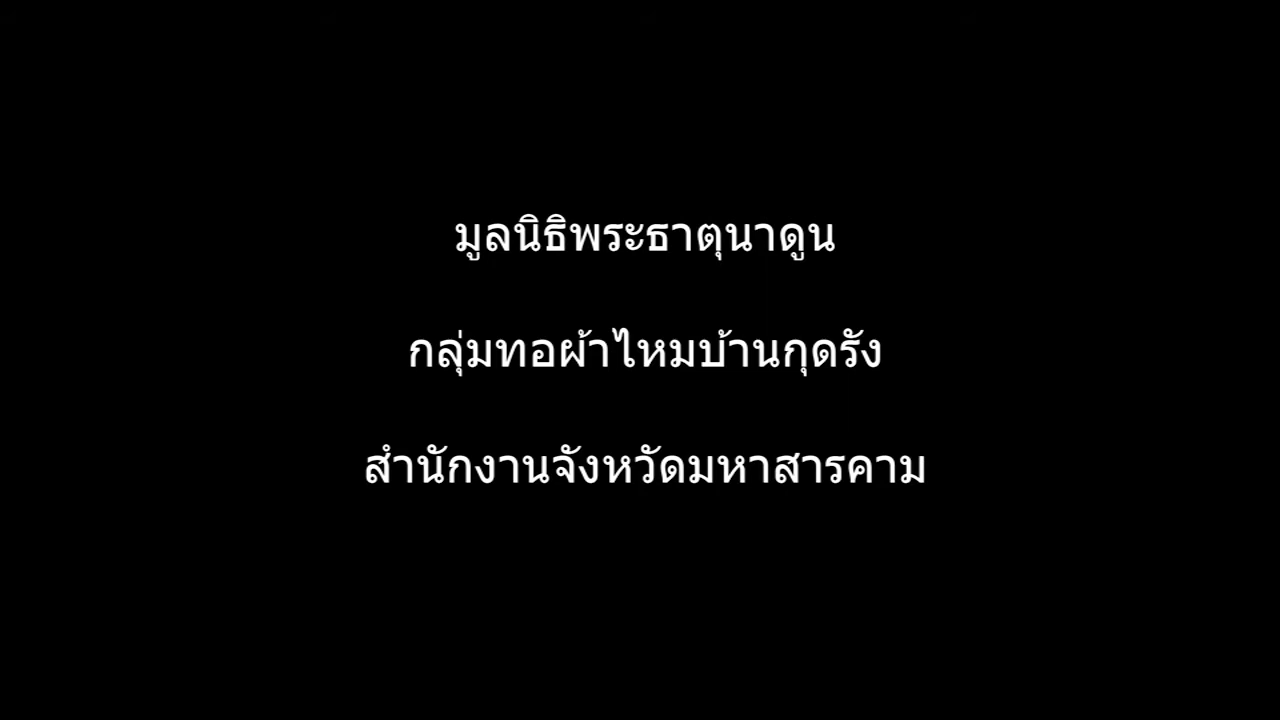 มูลนิธิพระธาตุนาดูน
กลุ่มทอผ้าไหมบ้านกุดรัง
สำนักงานจังหวัดมหาสารคาม